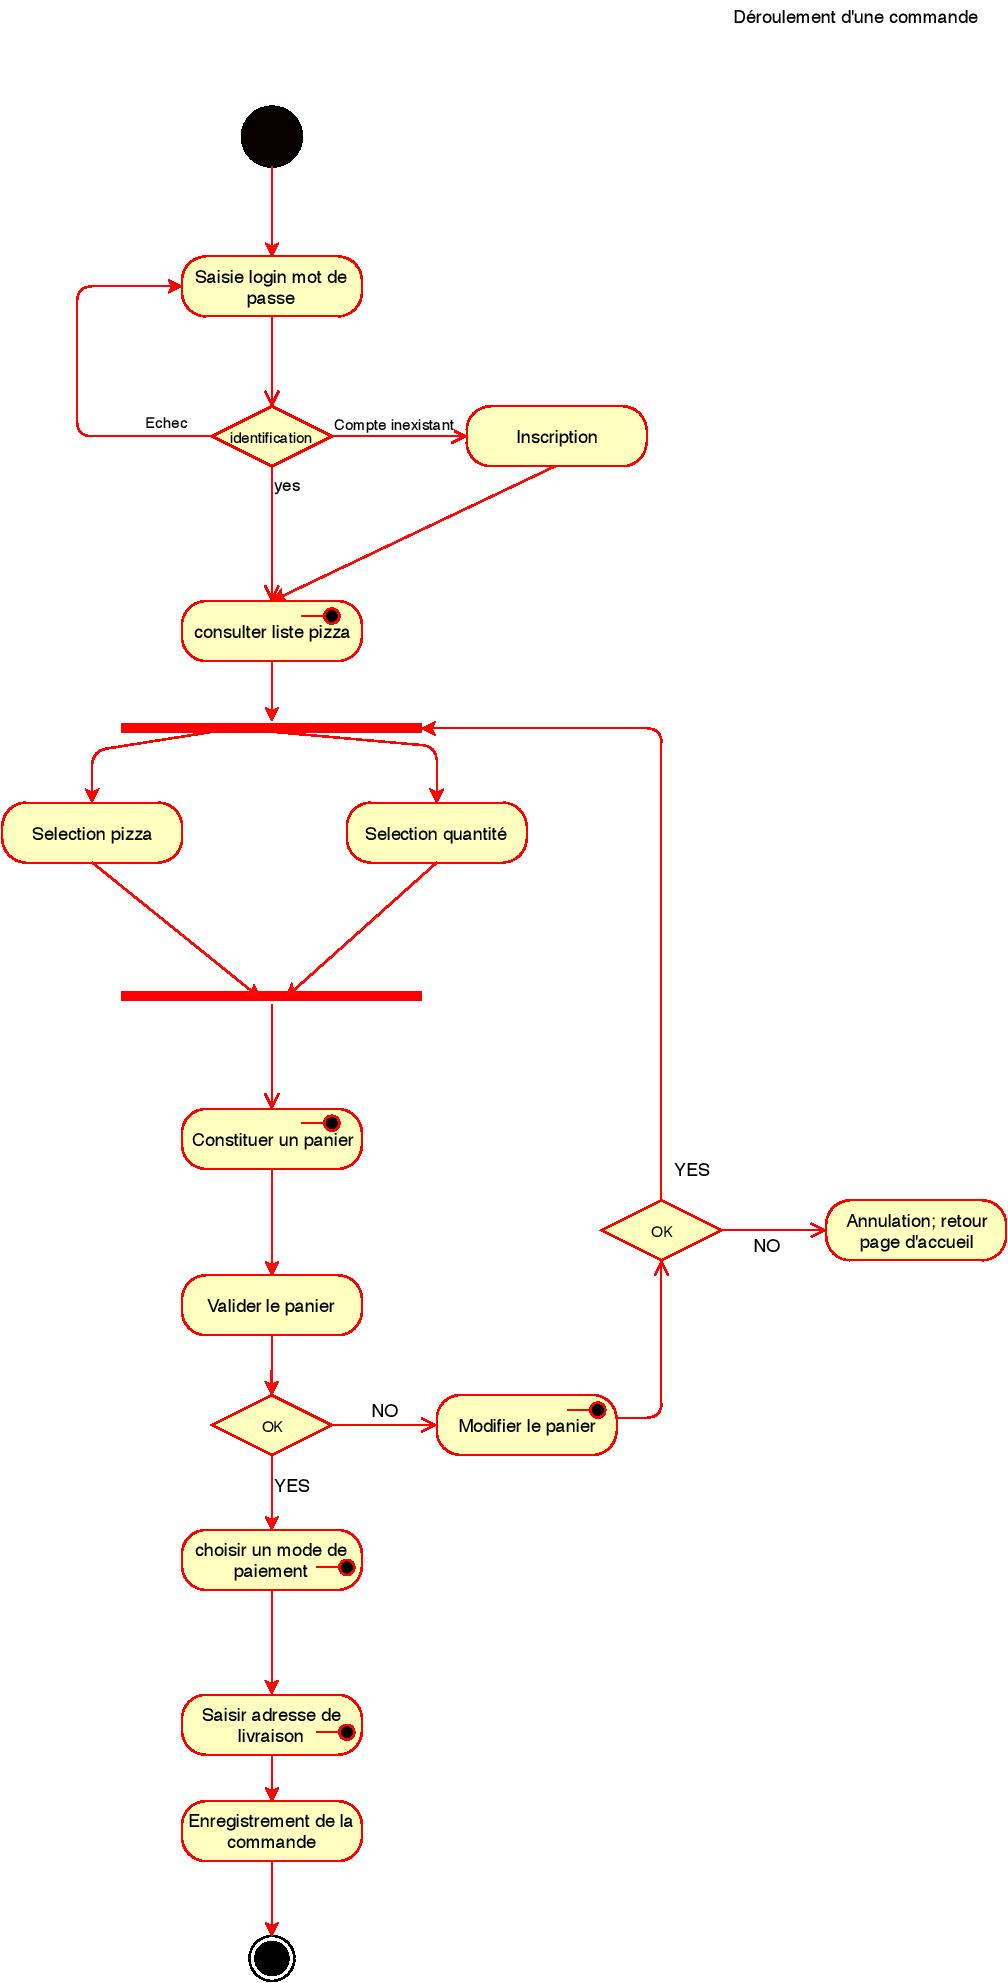 Déroulement d'une commande
Saisie login mot de
passe
Echec
identification
Compte inexistant
Inscription
yes
consulter liste pizza
Selection pizza
Selection quantité
Constituer un panier
YES
OK
NO
Annulation; retour
page d'accueil
Valider le panier
OK
NO
Modifier le panier
YES
choisir un mode de
paiement
Saisir adresse de
livraison
Enregistrement de la
commande